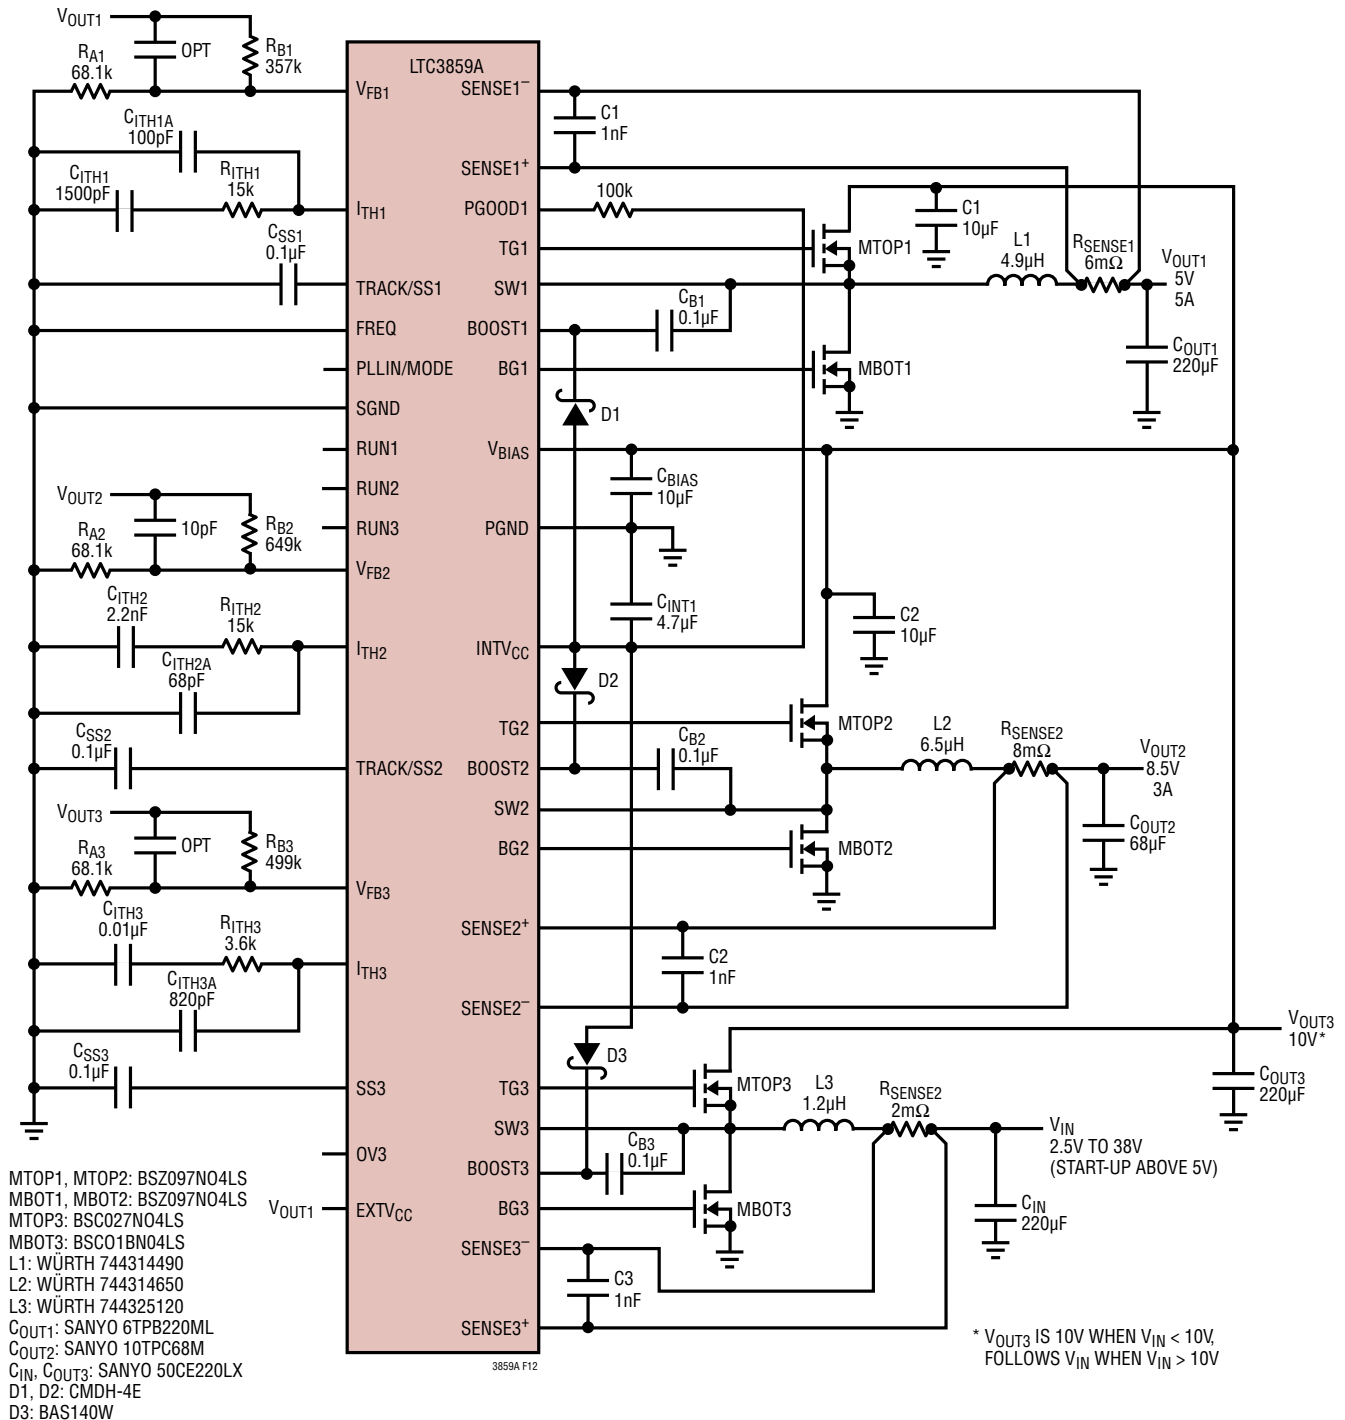 VOUT1
OPT
RB1
357k
RA1
68.1k
CITH1A
100pF
CITH1
1500pF
RITH1
15k
CSS1
0.1µF
VOUT2
10pF
RB2
649k
RA2
68.1k
CITH2
2.2nF
RITH2
15k
CITH2A
68pF
CSS2
0.1µF
VOUT3
OPT
RB3
499k
RA3
68.1k
CITH3
0.01µF
RITH3
3.6k
CITH3A
820pF
CSS3
0.1µF
VOUT1
LTC3859A
VFB1
ITH1
TRACK/SS1
FREQ
PLLIN/MODE
SGND
RUN1
RUN2
RUN3
VFB2
ITH2
TRACK/SS2
VFB3
ITH3
SS3
OV3
EXTVCC
SENSE1–
SENSE1+
PGOOD1
TG1
SW1
BOOST1
BG1
VBIAS
PGND
INTVCC
TG2
BOOST2
SW2
BG2
SENSE2+
SENSE2–
TG3
SW3
BOOST3
BG3
SENSE3–
SENSE3+
C1
1nF
100k
MTOP1
C1
10µF
L1
4.9µH
RSENSE1
6mΩ
VOUT1
5V
5A
CB1
0.1µF
MBOT1
COUT1
220µF
D1
CBIAS
10µF
CINT1
4.7µF
C2
10µF
D2
MTOP2
L2
6.5µH
RSENSE2
8mΩ
VOUT2
8.5V
3A
CB2
0.1µF
MBOT2
COUT2
68µF
C2
1nF
VOUT3
10V*
D3
MTOP3
L3
1.2µH
RSENSE2
2mΩ
COUT3
220µF
VIN
2.5V TO 38V
(START-UP ABOVE 5V)
CB3
0.1µF
MBOT3
CIN
220µF
C3
1nF
MTOP1, MTOP2: BSZ097NO4LS
MBOT1, MBOT2: BSZ097NO4LS
MTOP3: BSC027NO4LS
MBOT3: BSCO1BN04LS
L1: WÜRTH 744314490
L2: WÜRTH 744314650
L3: WÜRTH 744325120
COUT1: SANYO 6TPB220ML
COUT2: SANYO 10TPC68M
CIN, COUT3: SANYO 50CE220LX
D1, D2: CMDH-4E
D3: BAS140W
3859A F12
* VOUT3 IS 10V WHEN VIN < 10V,
FOLLOWS VIN WHEN VIN > 10V